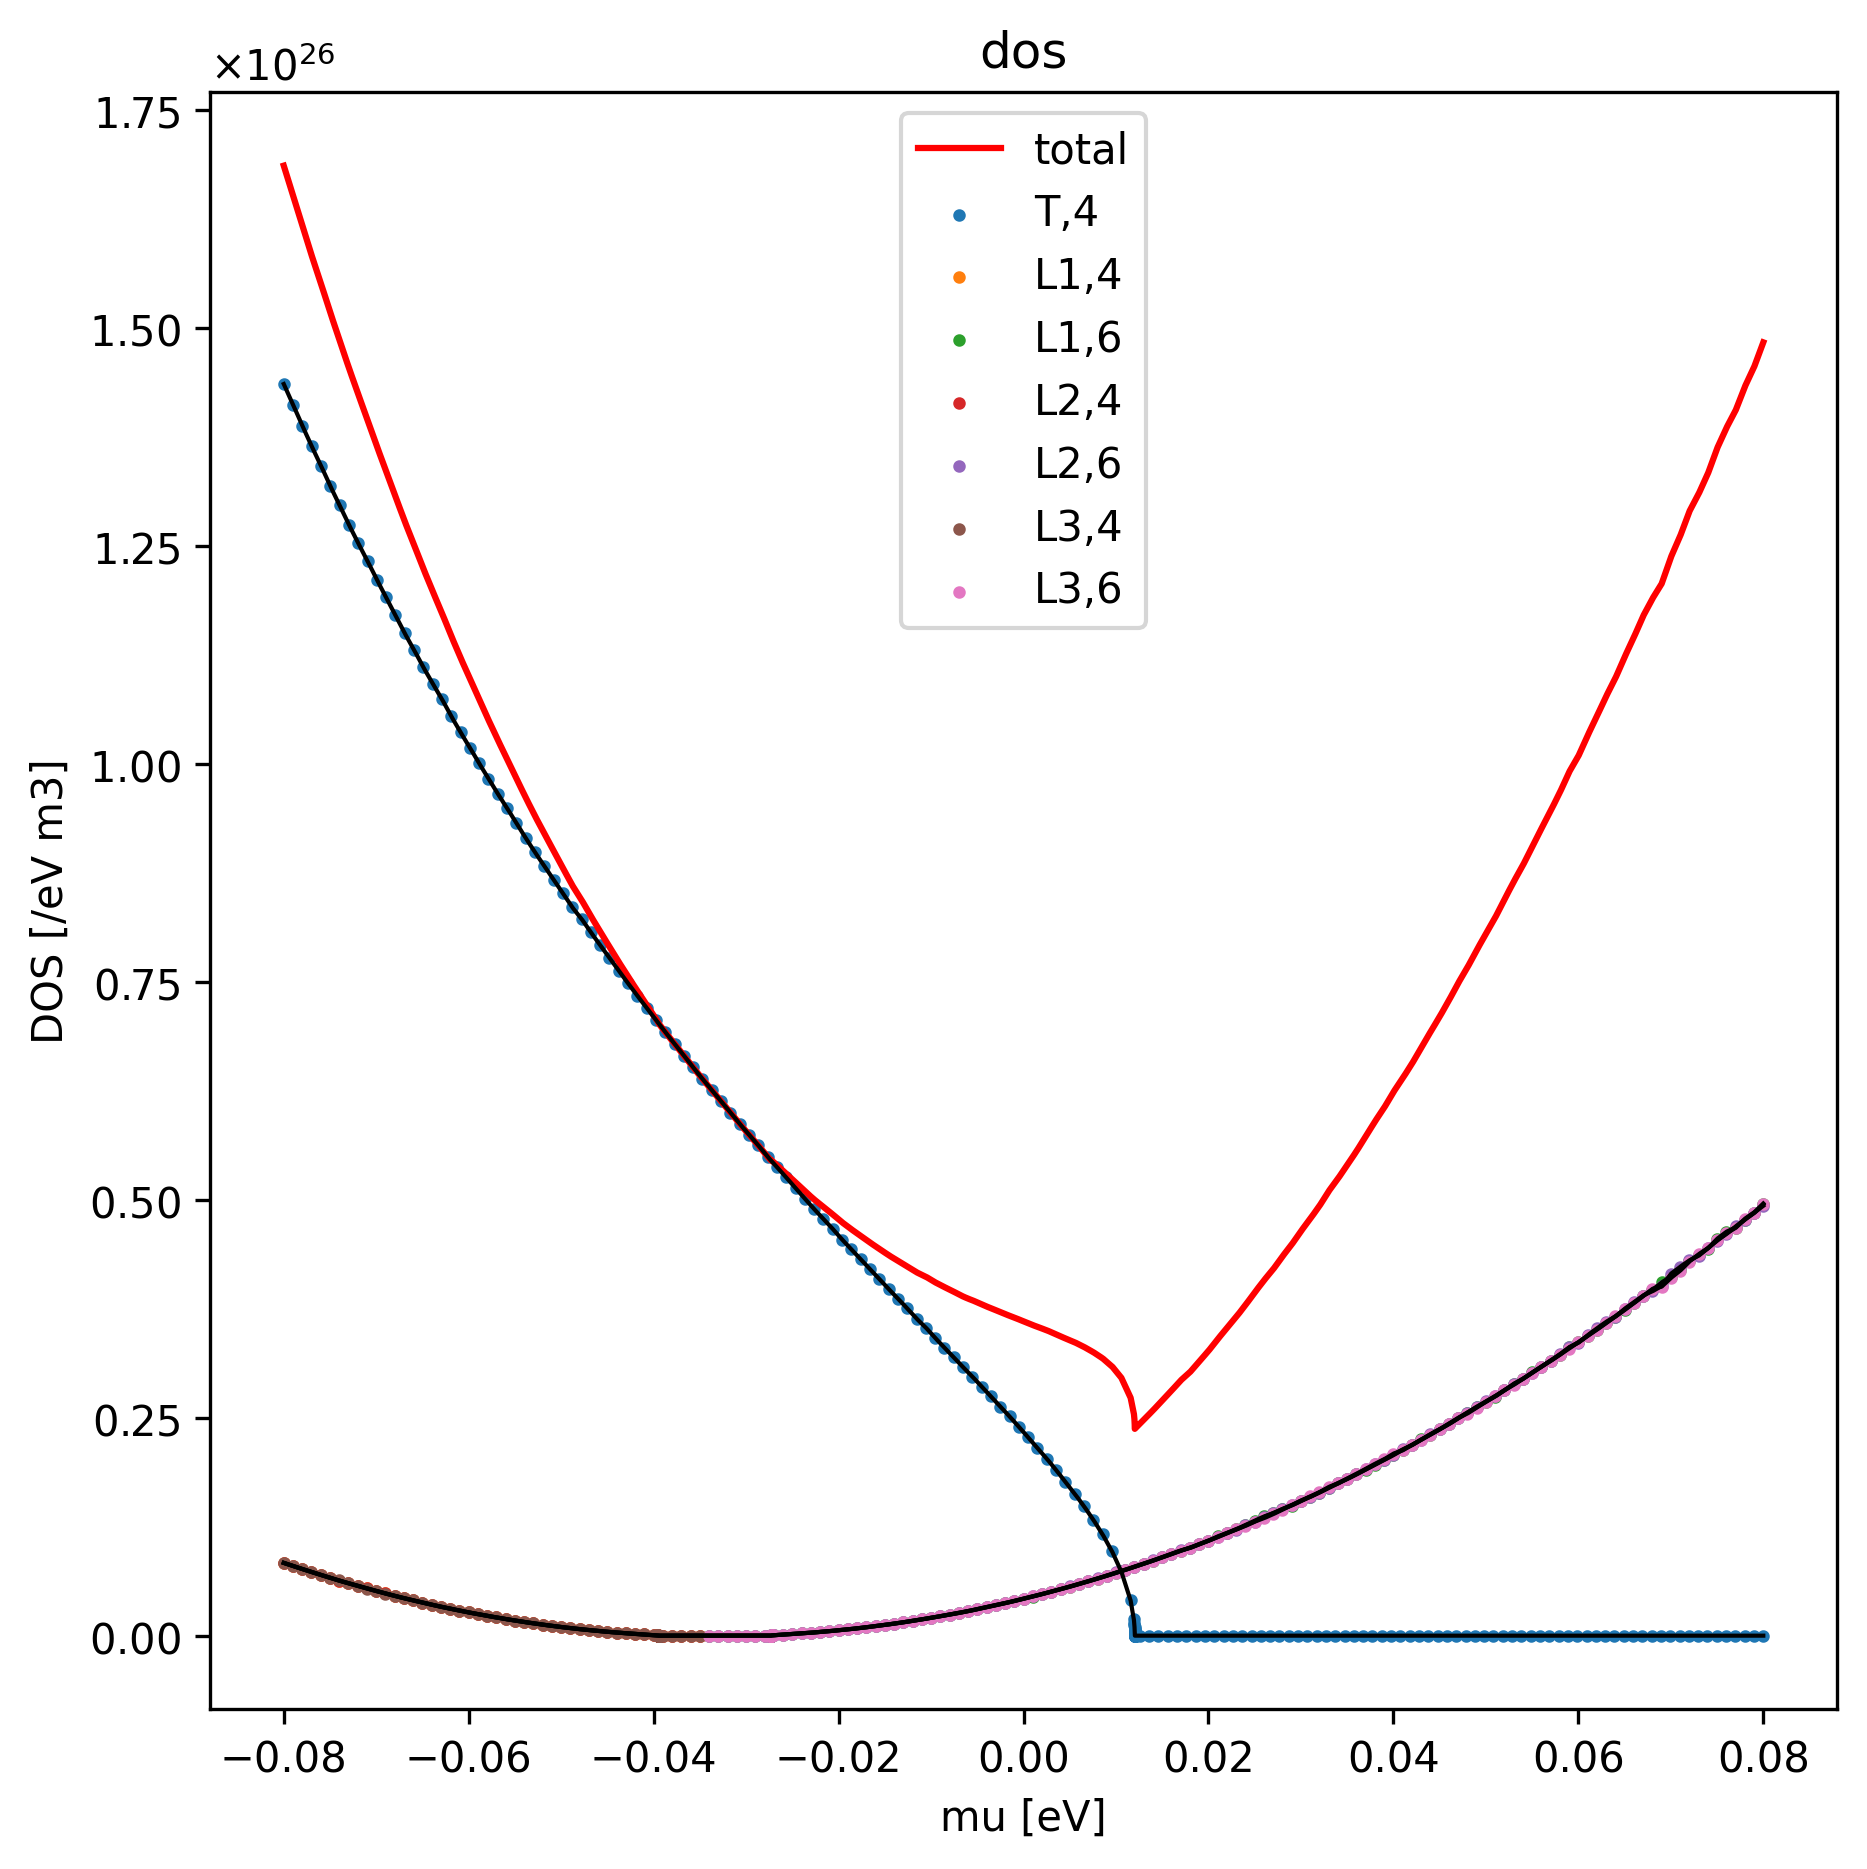 dos
×10²⁶
1.75
1.50
1.25
1.00
0.75
0.50
0.25
0.00
DOS [/eV m3]
total
T,4
L1,4
L1,6
L2,4
L2,6
L3,4
L3,6
−0.08 −0.06 −0.04 −0.02 0.00 0.02 0.04 0.06 0.08
mu [eV]